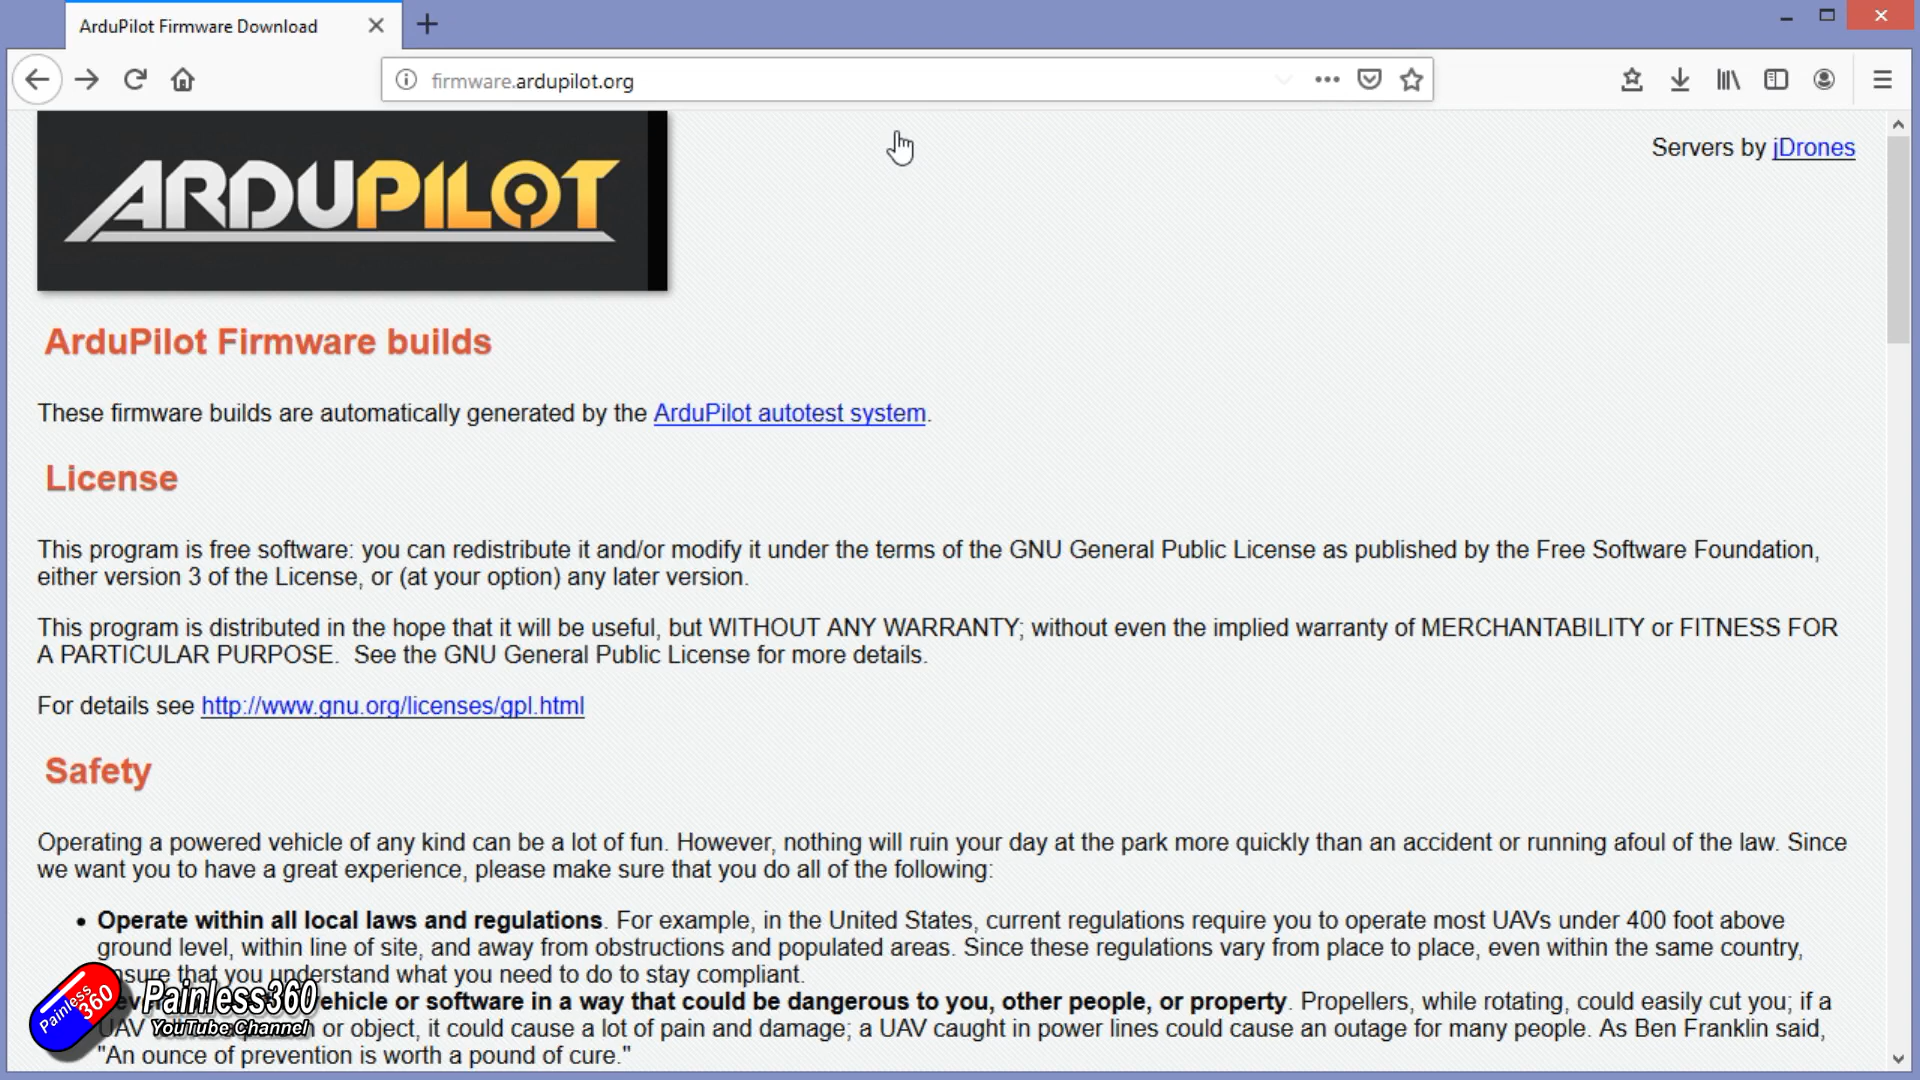 ArduPilot Firmware Download
firmware.ardupilot.org
ARDUPILOT
Servers by jDrones
ArduPilot Firmware builds
These firmware builds are automatically generated by the ArduPilot autotest system.
License
This program is free software: you can redistribute it and/or modify it under the terms of the GNU General Public License as published by the Free Software Foundation,
either version 3 of the License, or (at your option) any later version.
This program is distributed in the hope that it will be useful, but WITHOUT ANY WARRANTY; without even the implied warranty of MERCHANTABILITY or FITNESS FOR
A PARTICULAR PURPOSE. See the GNU General Public License for more details.
For details see http://www.gnu.org/licenses/gpl.html
Safety
Operating a powered vehicle of any kind can be a lot of fun. However, nothing will ruin your day at the park more quickly than an accident or running afoul of the law. Since
we want you to have a great experience, please make sure that you do all of the following:
• Operate within all local laws and regulations. For example, in the United States, current regulations require you to operate most UAVs under 400 foot above
ground level, within line of site, and away from obstructions and populated areas. Since these regulations vary from place to place, even within the same country,
ensure that you understand what you need to do to stay compliant.
vehicle or software in a way that could be dangerous to you, other people, or property. Propellers, while rotating, could easily cut you; if a
UAV or object, it could cause a lot of pain and damage; a UAV caught in power lines could cause an outage for many people. As Ben Franklin said,
"An ounce of prevention is worth a pound of cure."
Painless 360
Painless360
YouTube Channel